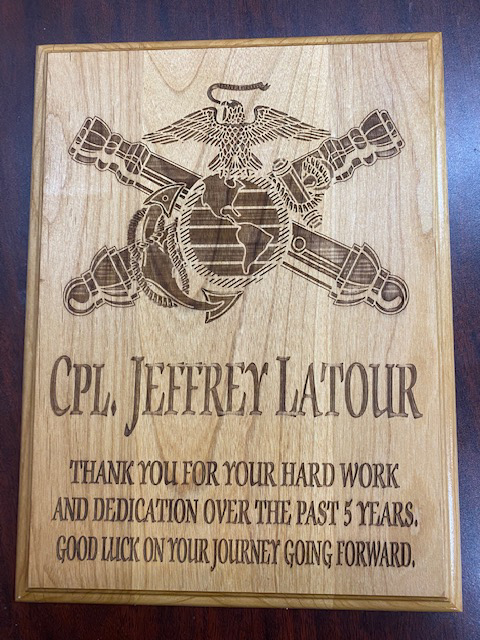 CPL. JEFFREY LATOUR
THANK YOU FOR YOUR HARD WORK
AND DEDICATION OVER THE PAST 5 YEARS.
GOOD LUCK ON YOUR JOURNEY GOING FORWARD.